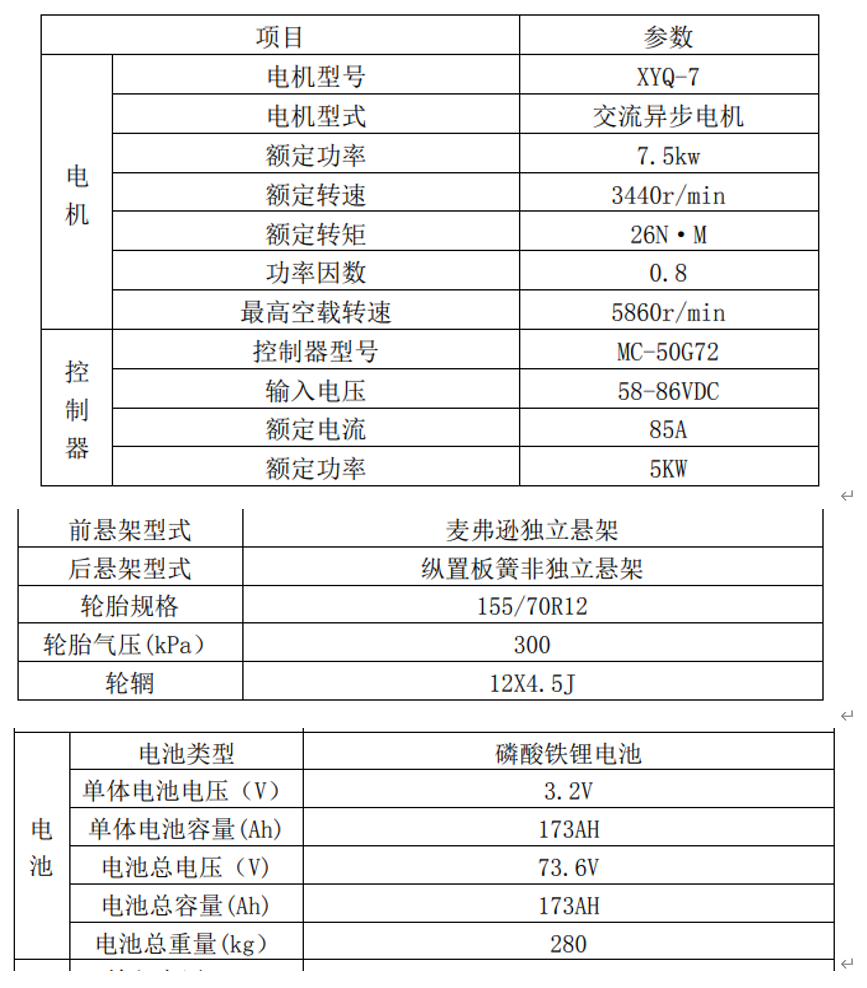 项目 参数
电机
电机型号 XYQ-7
电机型式 交流异步电机
额定功率 7.5kw
额定转速 3440r/min
额定转矩 26N·M
功率因数 0.8
最高空载转速 5860r/min
控制器
控制器型号 MC-50G72
输入电压 58-86VDC
额定电流 85A
额定功率 5KW
前悬架型式 麦弗逊独立悬架
后悬架型式 纵置板簧非独立悬架
轮胎规格 155/70R12
轮胎气压(kPa) 300
轮辋 12X4.5J
电池
电池类型 磷酸铁锂电池
单体电池电压（V） 3.2V
单体电池容量(Ah) 173AH
电池总电压（V) 73.6V
电池总容量(Ah) 173AH
电池总重量(kg） 280